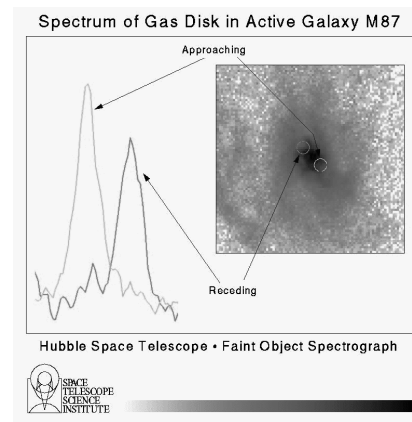 Spectrum of Gas Disk in Active Galaxy M87
Approaching
Receding
Hubble Space Telescope • Faint Object Spectrograph
SPACE
TELESCOPE
SCIENCE
INSTITUTE